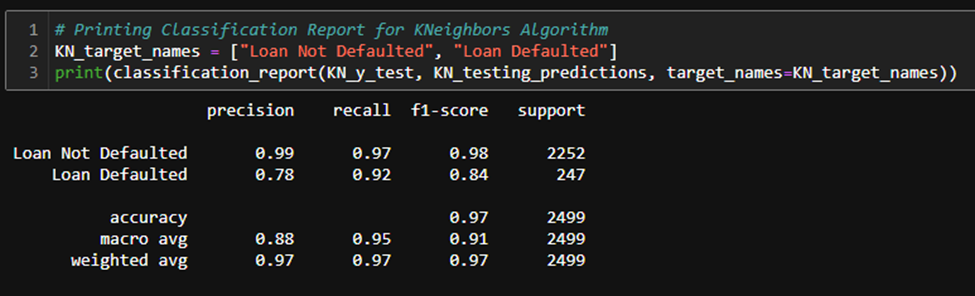 1 # Printing Classification Report for KNeighbors Algorithm
2 KN_target_names = ["Loan Not Defaulted", "Loan Defaulted"]
3 print(classification_report(KN_y_test, KN_testing_predictions, target_names=KN_target_names))
precision recall f1-score support
Loan Not Defaulted 0.99 0.97 0.98 2252
Loan Defaulted 0.78 0.92 0.84 247
accuracy 0.97 2499
macro avg 0.88 0.95 0.91 2499
weighted avg 0.97 0.97 0.97 2499